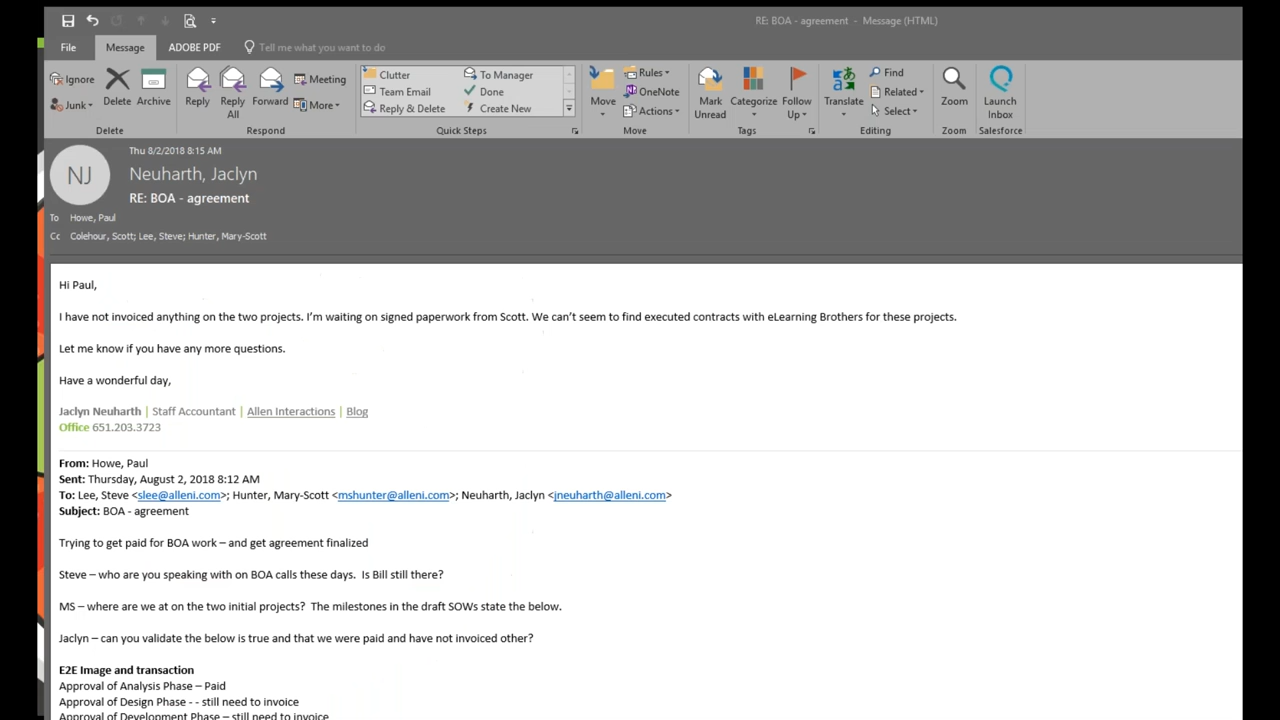 RE: BOA - agreement - Message (HTML)
File Message ADOBE PDF Tell me what you want to do
Ignore
Junk
Delete
Archive
Reply
Reply All
Forward
Meeting
More
Clutter
Team Email
Reply & Delete
To Manager
Done
Create New
Move
Rules
OneNote
Actions
Mark Unread
Categorize
Follow Up
Translate
Find
Related
Select
Zoom
Launch Inbox
Delete Respond Quick Steps Move Tags Editing Zoom Salesforce
Thu 8/2/2018 8:15 AM
NJ
Neuharth, Jaclyn
RE: BOA - agreement
To Howe, Paul
Cc Colehour, Scott; Lee, Steve; Hunter, Mary-Scott
Hi Paul,
I have not invoiced anything on the two projects. I'm waiting on signed paperwork from Scott. We can't seem to find executed contracts with eLearning Brothers for these projects.
Let me know if you have any more questions.
Have a wonderful day,
Jaclyn Neuharth | Staff Accountant | Allen Interactions | Blog
Office 651.203.3723
From: Howe, Paul
Sent: Thursday, August 2, 2018 8:12 AM
To: Lee, Steve <slee@alleni.com>; Hunter, Mary-Scott <mshunter@alleni.com>; Neuharth, Jaclyn <jneuharth@alleni.com>
Subject: BOA - agreement
Trying to get paid for BOA work – and get agreement finalized
Steve – who are you speaking with on BOA calls these days.  Is Bill still there?
MS – where are we at on the two initial projects?  The milestones in the draft SOWs state the below.
Jaclyn – can you validate the below is true and that we were paid and have not invoiced other?
E2E Image and transaction
Approval of Analysis Phase – Paid
Approval of Design Phase - - still need to invoice
Approval of Development Phase – still need to invoice